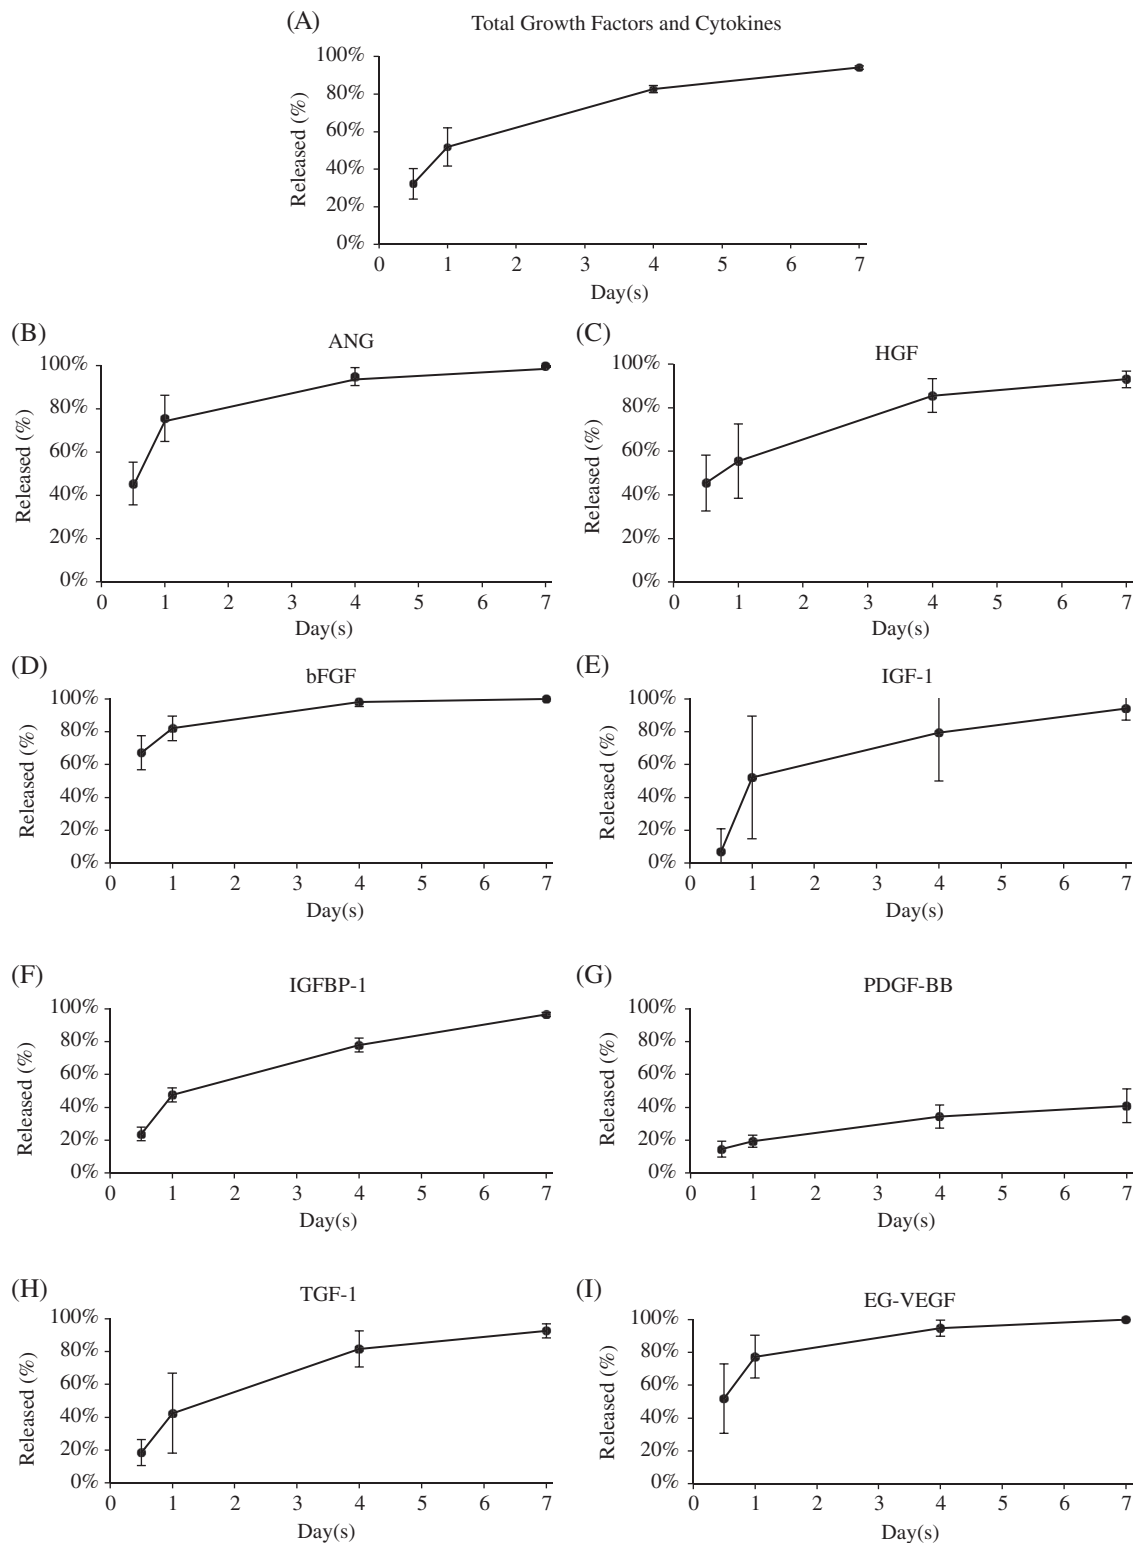 (A) Total Growth Factors and Cytokines
Released (%)
100%
80%
60%
40%
20%
0%
0 1 2 3 4 5 6 7
Day(s)
(B) ANG
Released (%)
100%
80%
60%
40%
20%
0%
0 1 2 3 4 5 6 7
Day(s)
(C) HGF
Released (%)
100%
80%
60%
40%
20%
0%
0 1 2 3 4 5 6 7
Day(s)
(D) bFGF
Released (%)
100%
80%
60%
40%
20%
0%
0 1 2 3 4 5 6 7
Day(s)
(E) IGF-1
Released (%)
100%
80%
60%
40%
20%
0%
0 1 2 3 4 5 6 7
Day(s)
(F) IGFBP-1
Released (%)
100%
80%
60%
40%
20%
0%
0 1 2 3 4 5 6 7
Day(s)
(G) PDGF-BB
Released (%)
100%
80%
60%
40%
20%
0%
0 1 2 3 4 5 6 7
Day(s)
(H) TGF-1
Released (%)
100%
80%
60%
40%
20%
0%
0 1 2 3 4 5 6 7
Day(s)
(I) EG-VEGF
Released (%)
100%
80%
60%
40%
20%
0%
0 1 2 3 4 5 6 7
Day(s)